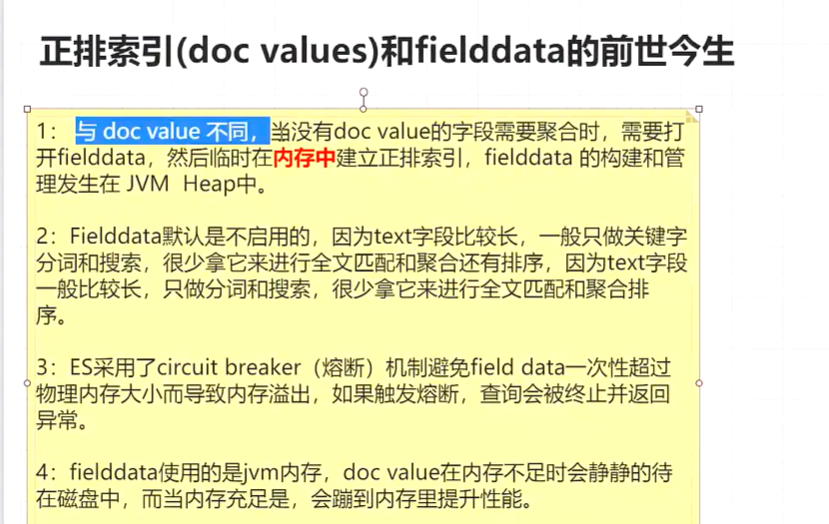 正排索引(doc values)和fielddata的前世今生
1： 与 doc value 不同，当没有doc value的字段需要聚合时，需要打
开fielddata，然后临时在内存中建立正排索引，fielddata 的构建和管
理发生在 JVM Heap中。
2：Fielddata默认是不启用的，因为text字段比较长，一般只做关键字
分词和搜索，很少拿它来进行全文匹配和聚合还有排序，因为text字段
一般比较长，只做分词和搜索，很少拿它来进行全文匹配和聚合排
序。
3：ES采用了circuit breaker（熔断）机制避免field data一次性超过
物理内存大小而导致内存溢出，如果触发熔断，查询会被终止并返回
异常。
4：fielddata使用的是jvm内存，doc value在内存不足时会静静的待
在磁盘中，而当内存充足是，会蹦到内存里提升性能。